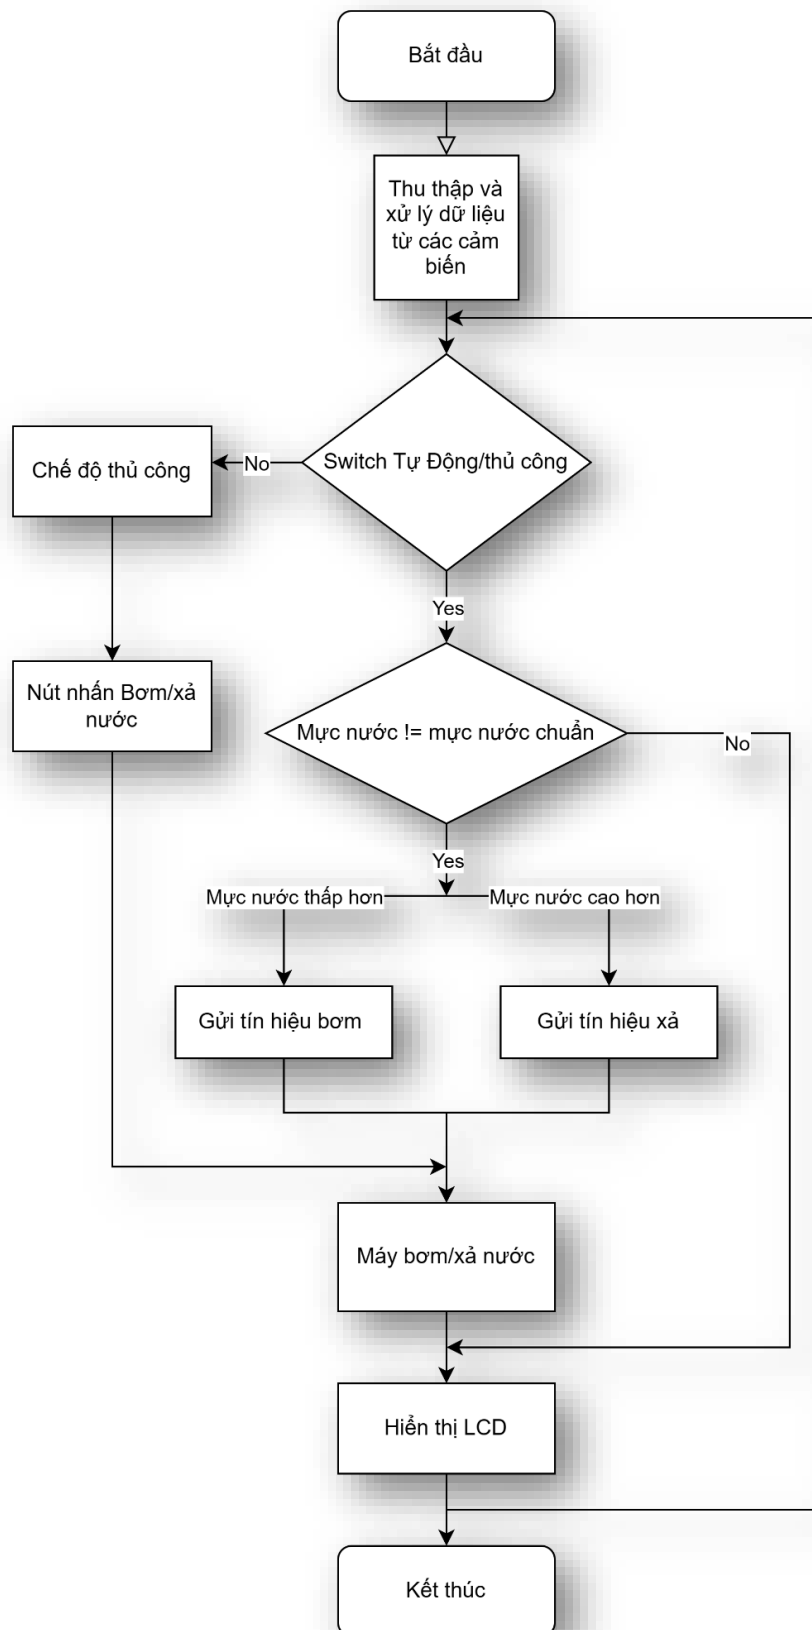 Bắt đầu
Thu thập và
xử lý dữ liệu
từ các cảm
biến
Switch Tự Động/thủ công
No
Chế độ thủ công
Yes
Nút nhấn Bơm/xả
nước
Mực nước != mực nước chuẩn
No
Yes
Mực nước thấp hơn
Mực nước cao hơn
Gửi tín hiệu bơm
Gửi tín hiệu xả
Máy bơm/xả nước
Hiển thị LCD
Kết thúc